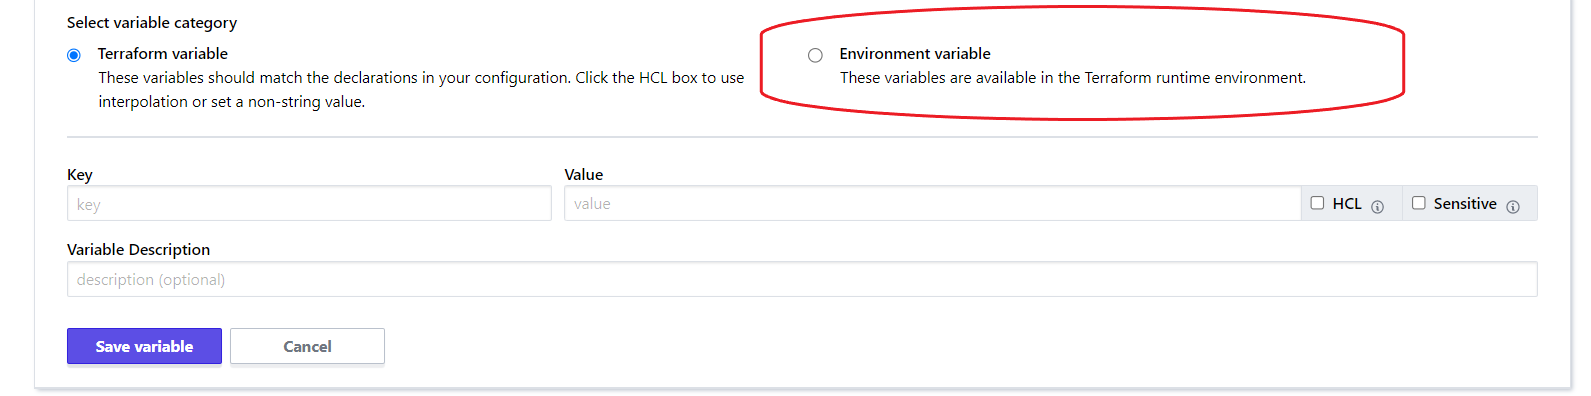 Select variable category
Terraform variable
These variables should match the declarations in your configuration. Click the HCL box to use
interpolation or set a non-string value.
Environment variable
These variables are available in the Terraform runtime environment.
Key
key
Value
value
HCL
Sensitive
Variable Description
description (optional)
Save variable
Cancel